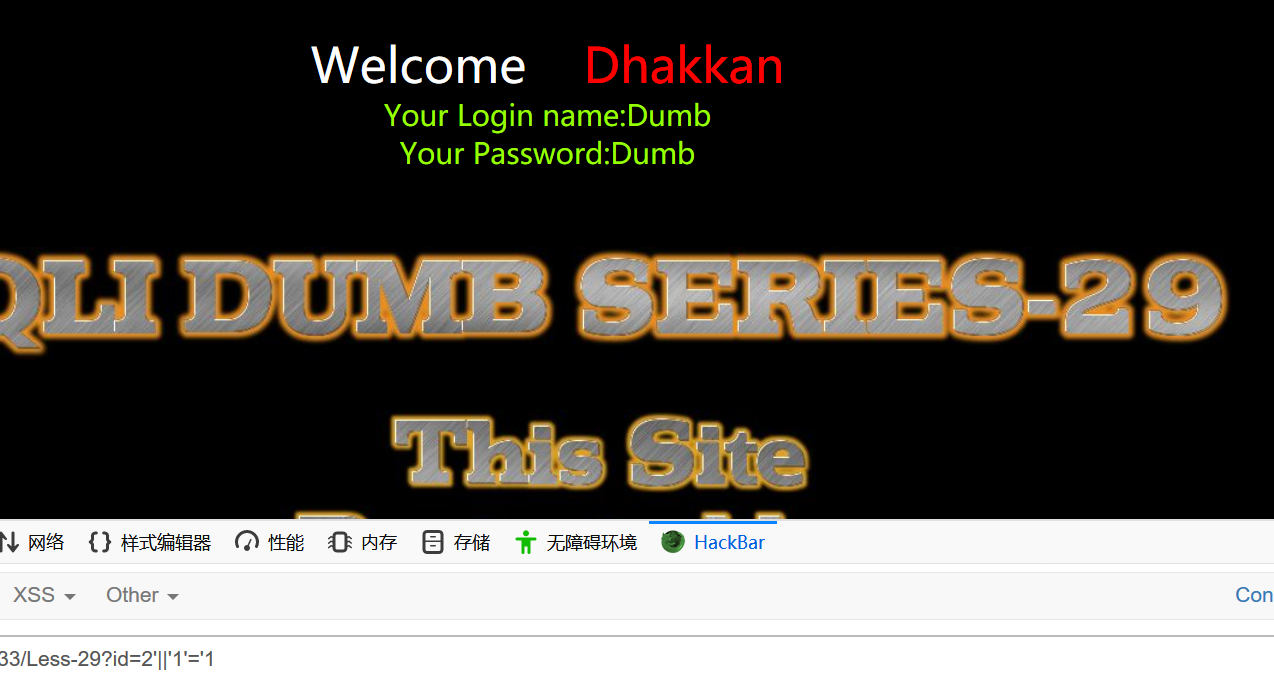 Welcome Dhakkan
Your Login name:Dumb
Your Password:Dumb
QLI DUMB SERIES-29
This Site
网络 样式编辑器 性能 内存 存储 无障碍环境 HackBar
XSS Other Con
33/Less-29?id=2'||'1'='1